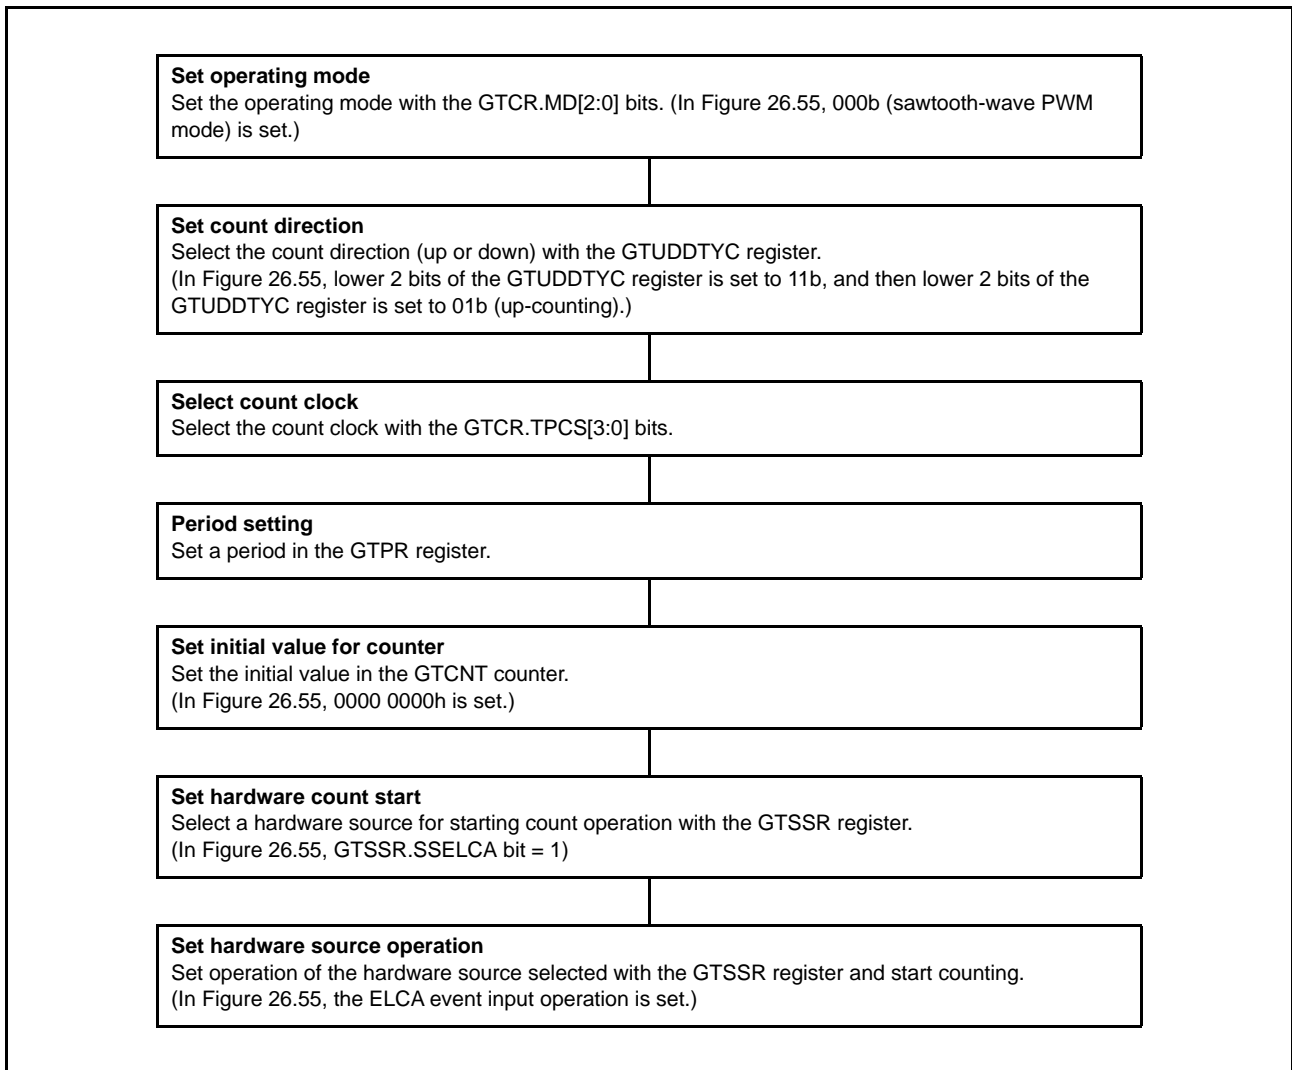 Set operating mode
Set the operating mode with the GTCR.MD[2:0] bits. (In Figure 26.55, 000b (sawtooth-wave PWM
mode) is set.)
Set count direction
Select the count direction (up or down) with the GTUDDTYC register.
(In Figure 26.55, lower 2 bits of the GTUDDTYC register is set to 11b, and then lower 2 bits of the
GTUDDTYC register is set to 01b (up-counting).)
Select count clock
Select the count clock with the GTCR.TPCS[3:0] bits.
Period setting
Set a period in the GTPR register.
Set initial value for counter
Set the initial value in the GTCNT counter.
(In Figure 26.55, 0000 0000h is set.)
Set hardware count start
Select a hardware source for starting count operation with the GTSSR register.
(In Figure 26.55, GTSSR.SSELCA bit = 1)
Set hardware source operation
Set operation of the hardware source selected with the GTSSR register and start counting.
(In Figure 26.55, the ELCA event input operation is set.)